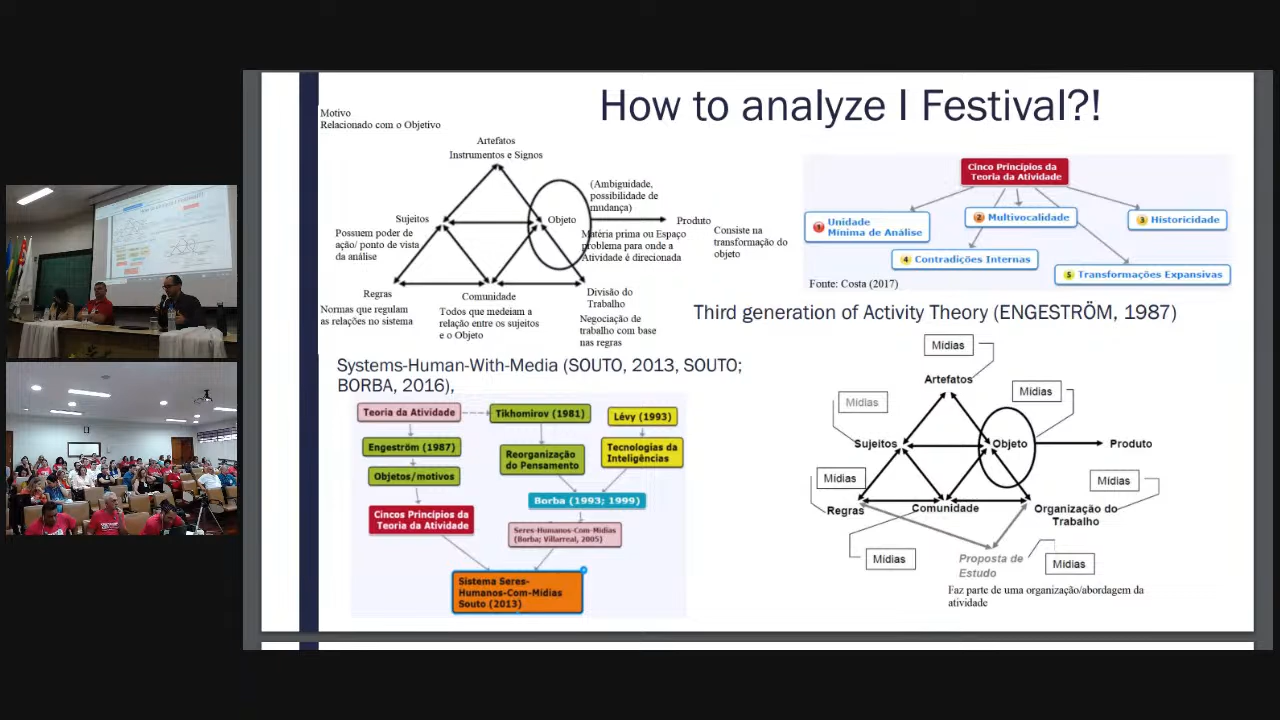 How to analyze I Festival?!
Motivo
Relacionado com o Objetivo
Artefatos
Instrumentos e Signos
Sujeitos
Possuem poder de
ação/ ponto de vista
da análise
Objeto
(Ambiguidade,
possibilidade de
mudança)
Produto
Matéria prima ou Espaço
problema para onde a
Atividade é direcionada
Consiste na
transformação do
objeto
Regras
Normas que regulam
as relações no sistema
Comunidade
Todos que medeiam a
relação entre os sujeitos
e o Objeto
Divisão do
Trabalho
Negociação de
trabalho com base
nas regras
Cinco Princípios da
Teoria da Atividade
1 Unidade
Mínima de Análise
2 Multivocalidade
3 Historicidade
4 Contradições Internas
5 Transformações Expansivas
Fonte: Costa (2017)
Third generation of Activity Theory (ENGESTRÖM, 1987)
Systems-Human-With-Media (SOUTO, 2013, SOUTO;
BORBA, 2016),
Teoria da Atividade
Tikhomirov (1981)
Lévy (1993)
Engeström (1987)
Reorganização
do Pensamento
Tecnologias da
Inteligências
Objetos/motivos
Borba (1993; 1999)
Cincos Princípios da
Teoria da Atividade
Seres-Humanos-Com-Mídias
(Borba; Villarreal, 2005)
Sistema Seres-
Humanos-Com-Mídias
Souto (2013)
Mídias
Artefatos
Mídias
Mídias
Sujeitos
Objeto
Produto
Mídias
Mídias
Regras
Comunidade
Organização do
Trabalho
Mídias
Proposta de
Estudo
Mídias
Faz parte de uma organização/abordagem da
atividade